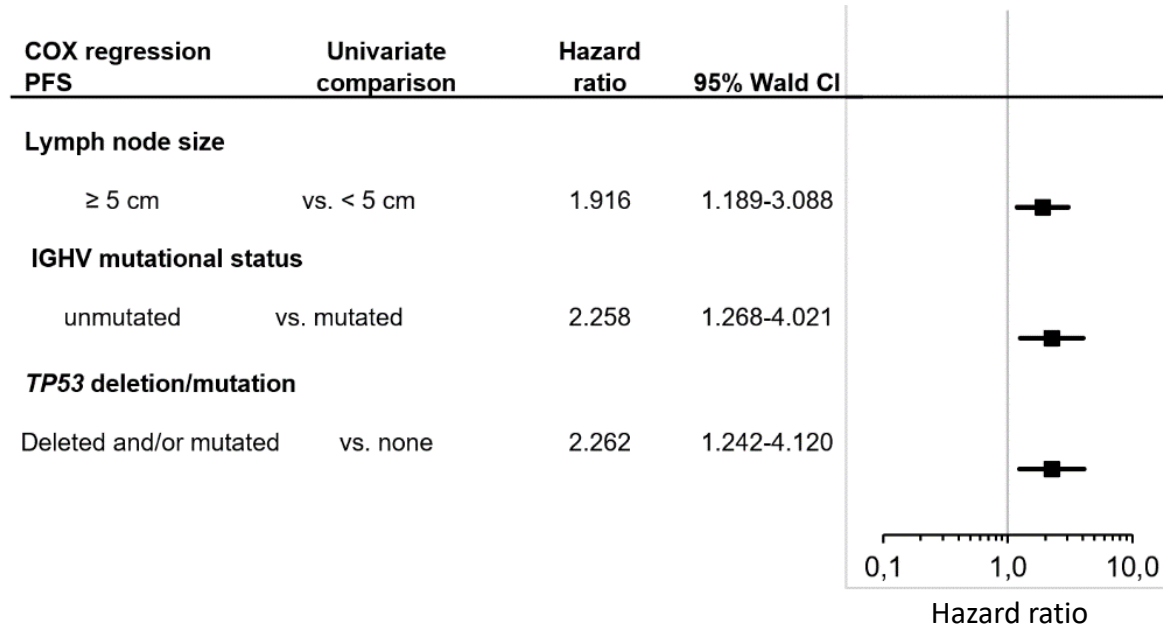 COX regression Univariate Hazard
PFS comparison ratio 95% Wald CI
Lymph node size
≥ 5 cm vs. < 5 cm 1.916 1.189-3.088
IGHV mutational status
unmutated vs. mutated 2.258 1.268-4.021
TP53 deletion/mutation
Deleted and/or mutated vs. none 2.262 1.242-4.120
0,1 1,0 10,0
Hazard ratio